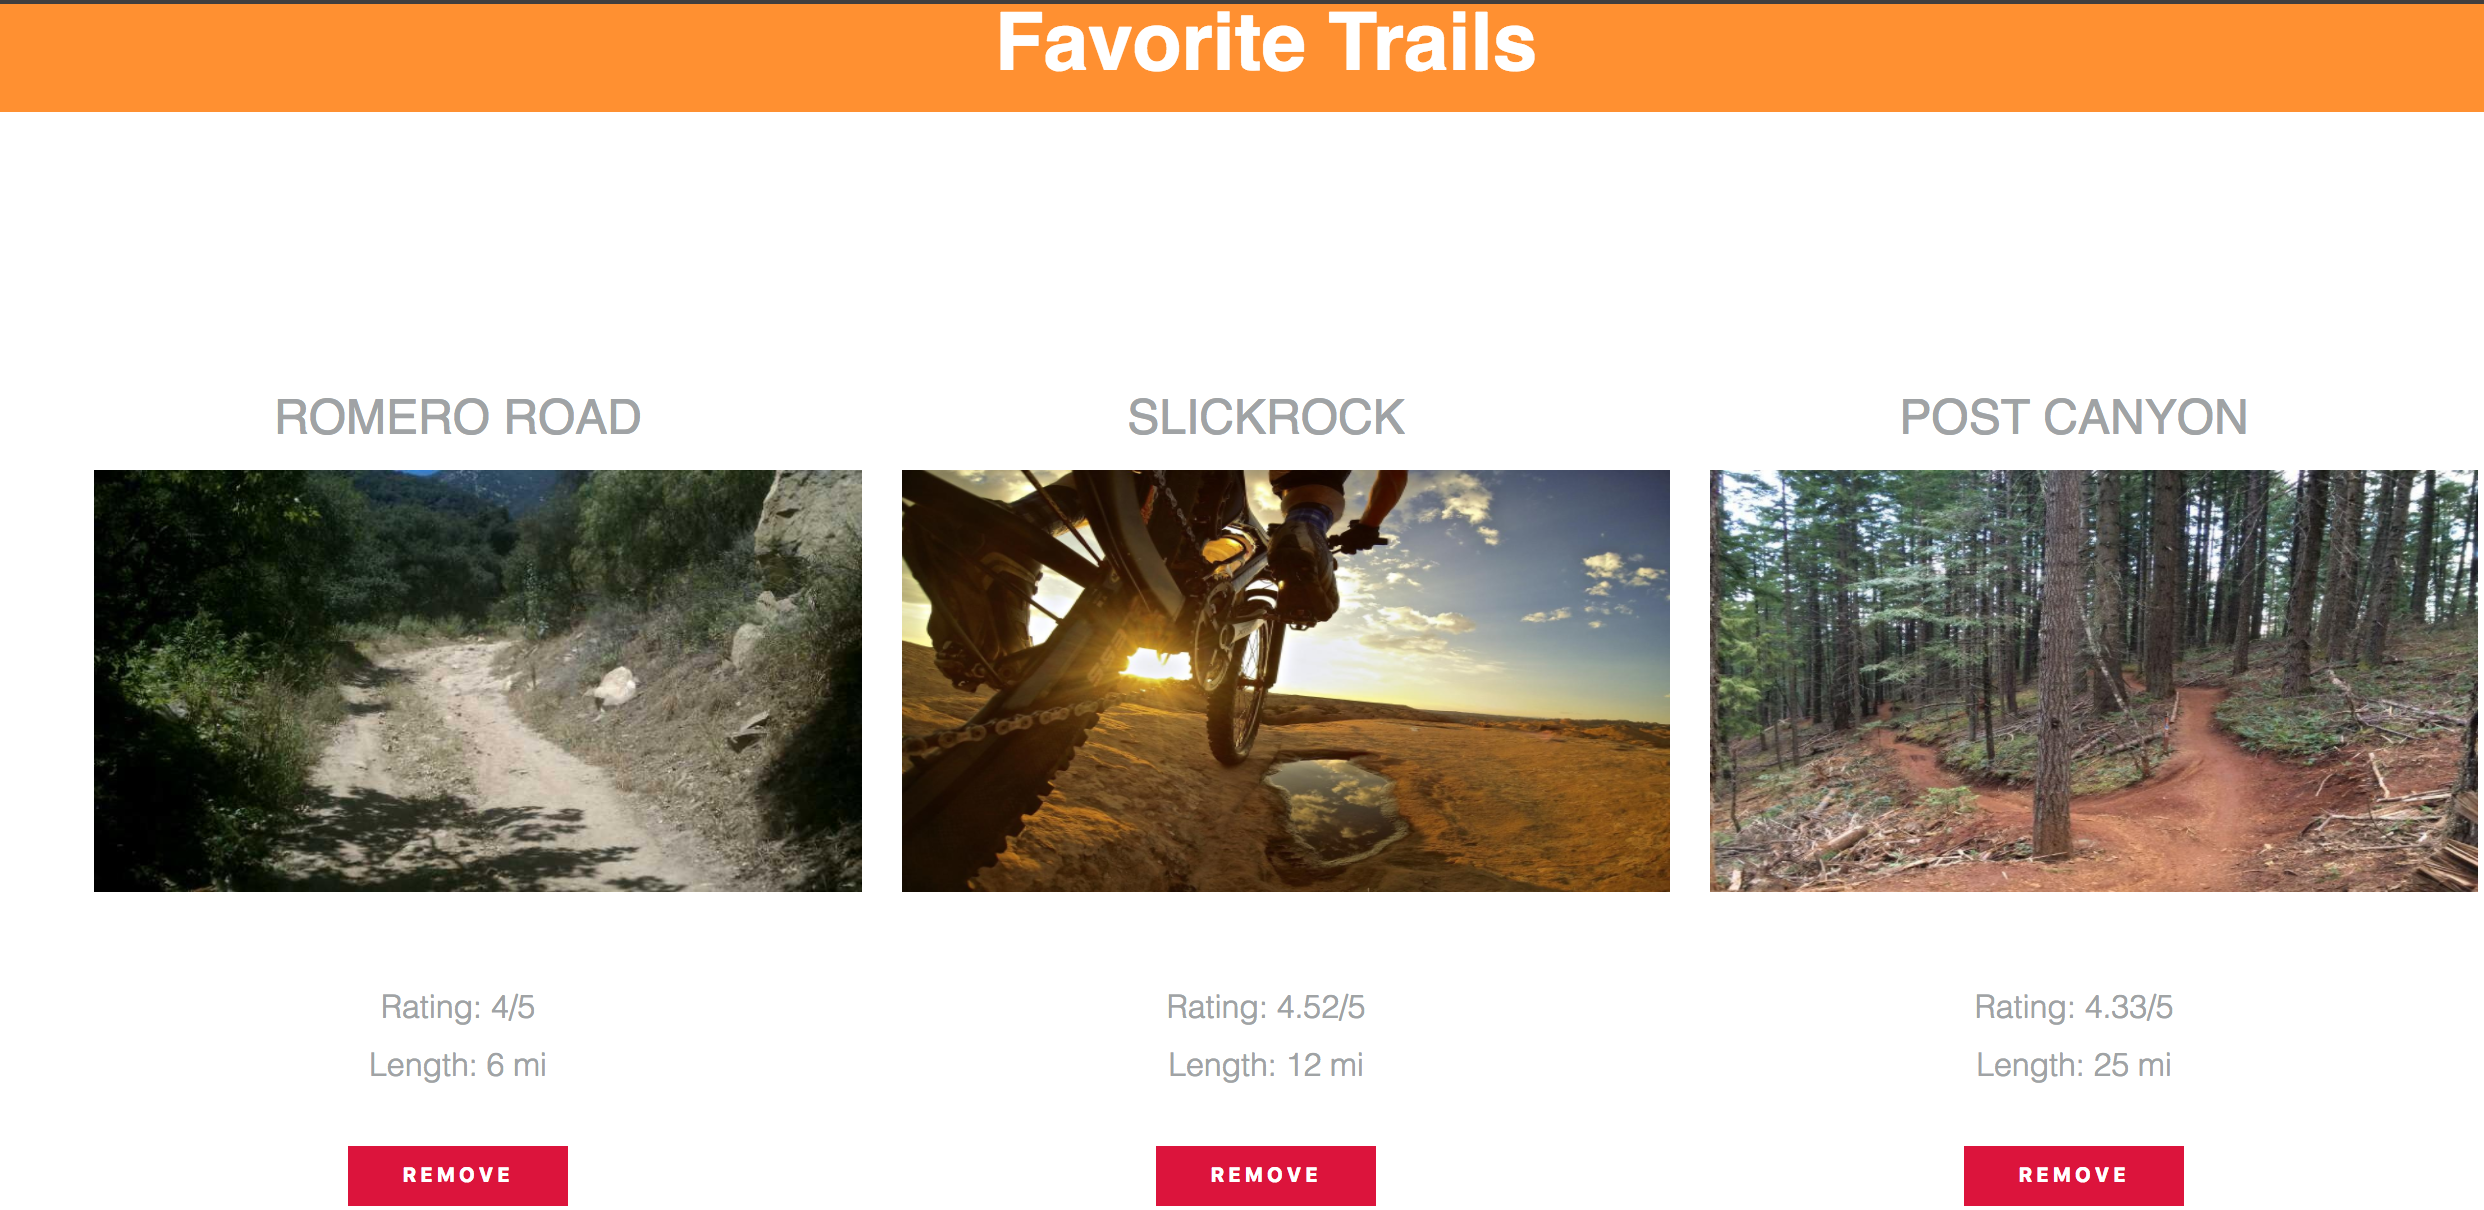 Favorite Trails
ROMERO ROAD
SLICKROCK
POST CANYON
Rating: 4/5
Rating: 4.52/5
Rating: 4.33/5
Length: 6 mi
Length: 12 mi
Length: 25 mi
REMOVE
REMOVE
REMOVE